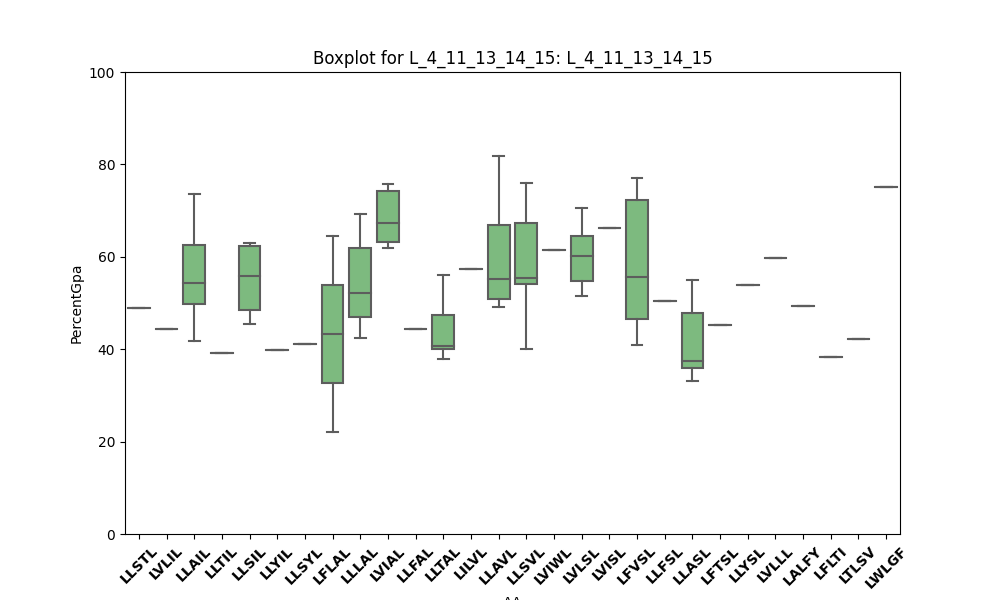 Boxplot for L_4_11_13_14_15: L_4_11_13_14_15
100
80
60
40
20
0
PercentGpa
LLSTL
LVLIL
LLAIL
LLTIL
LLSIL
LLYIL
LLSYL
LFLAL
LLLAL
LVIAL
LLFAL
LLTAL
LILVL
LLAVL
LLSVL
LVIWL
LVLSL
LVISL
LFVSL
LLFSL
LLASL
LFTSL
LLYSL
LVLLL
LALFY
LFLTI
LTLSV
LWLGF